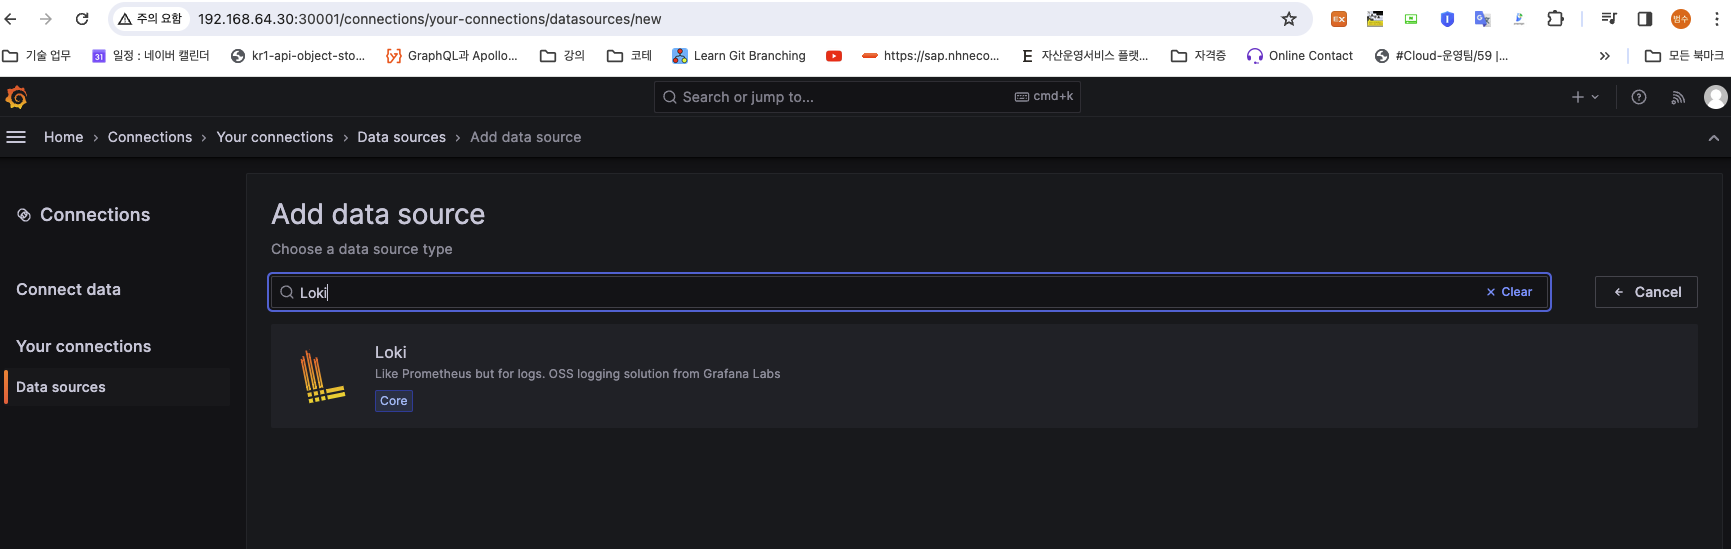 주의 요함 192.168.64.30:30001/connections/your-connections/datasources/new
기술 업무 일정 : 네이버 캘린더 kr1-api-object-sto... GraphQL과 Apollo... 강의 코테 Learn Git Branching https://sap.nhneco... 자산운영서비스 플랫... 자격증 Online Contact #Cloud-운영팀/59 |... » 모든 북마크
Search or jump to... cmd+k
Home › Connections › Your connections › Data sources › Add data source
Connections
Connect data
Your connections
Data sources
Add data source
Choose a data source type
Loki
Clear
Cancel
Loki
Like Prometheus but for logs. OSS logging solution from Grafana Labs
Core